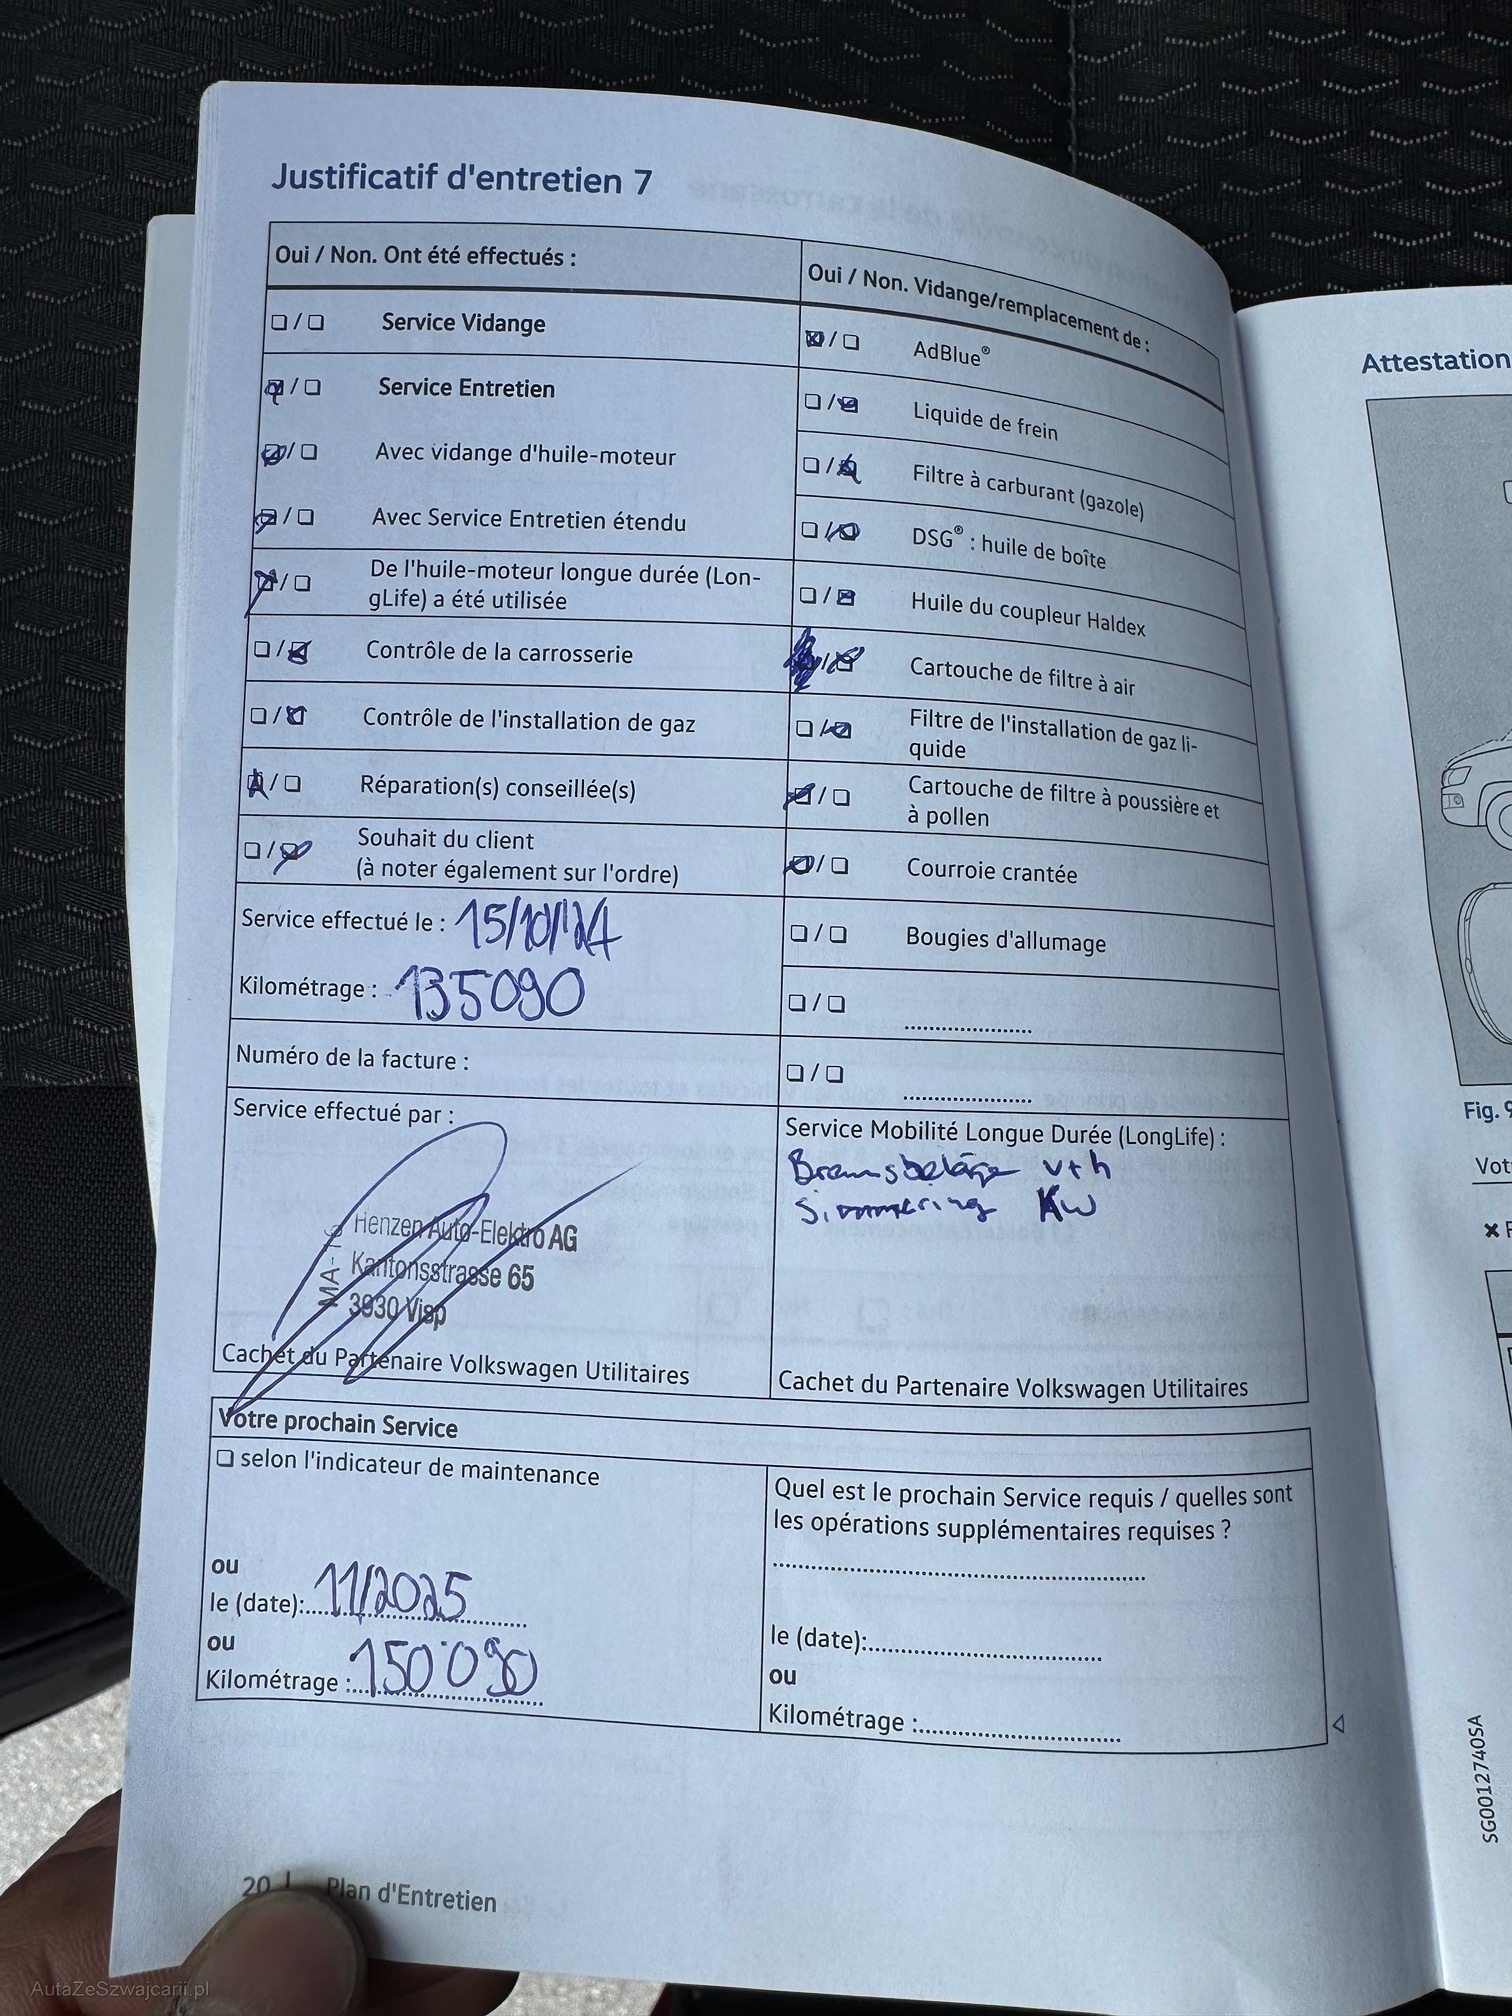 Justificatif d'entretien 7
Oui / Non. Ont été effectués :
❑ / ❑ Service Vidange
❑ / ❑ Service Entretien
❑ / ❑ Avec vidange d'huile-moteur
❑ / ❑ Avec Service Entretien étendu
❑ / ❑ De l'huile-moteur longue durée (Lon-
gLife) a été utilisée
❑ / ❑ Contrôle de la carrosserie
❑ / ❑ Contrôle de l'installation de gaz
❑ / ❑ Réparation(s) conseillée(s)
❑ / ❑ Souhait du client
(à noter également sur l'ordre)
Service effectué le : 15/10/24
Kilométrage : 135090
Numéro de la facture :
Service effectué par :
Henzen Auto-Elektro AG
Kantonsstrasse 65
3930 Visp
Cachet du Partenaire Volkswagen Utilitaires
Oui / Non. Vidange/remplacement de :
❑ / ❑ AdBlue®
❑ / ❑ Liquide de frein
❑ / ❑ Filtre à carburant (gazole)
❑ / ❑ DSG® : huile de boîte
❑ / ❑ Huile du coupleur Haldex
❑ / ❑ Cartouche de filtre à air
❑ / ❑ Filtre de l'installation de gaz li-
quide
❑ / ❑ Cartouche de filtre à poussière et
à pollen
❑ / ❑ Courroie crantée
❑ / ❑ Bougies d'allumage
❑ / ❑ ....................
❑ / ❑ ....................
Service Mobilité Longue Durée (LongLife) :
Bremsbeläge v+h
Simmering KW
Cachet du Partenaire Volkswagen Utilitaires
Votre prochain Service
❑ selon l'indicateur de maintenance
ou
le (date): 11/2025
ou
Kilométrage : 150'090
Quel est le prochain Service requis / quelles sont
les opérations supplémentaires requises ?
le (date):
ou
Kilométrage :
20 | Plan d'Entretien
Attestation
Fig. 9
SG0012740SA
AutaZeSzwajcarii.pl